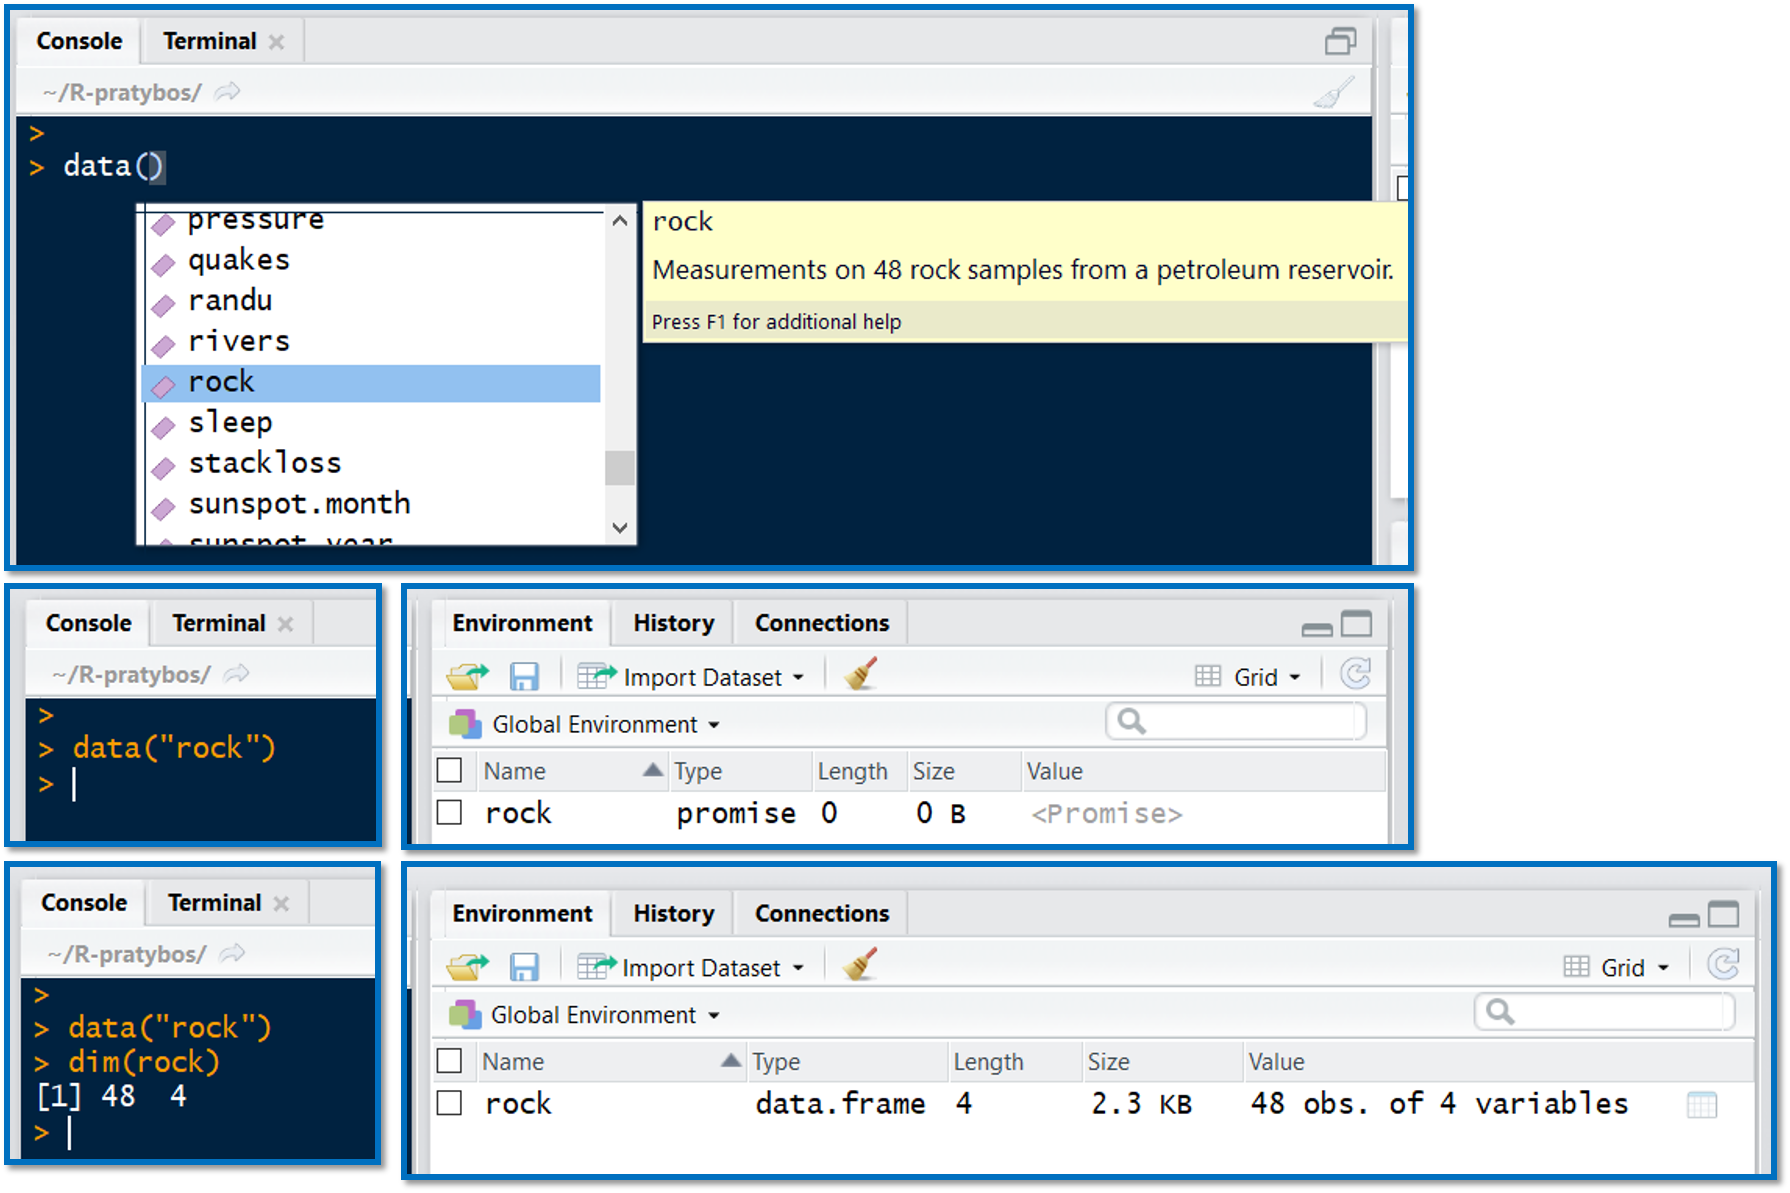 Console Terminal
~/R-pratybos/
>
> data()
pressure
quakes
randu
rivers
rock
sleep
stackloss
sunspot.month
sunspot.year
rock
Measurements on 48 rock samples from a petroleum reservoir.
Press F1 for additional help
Console Terminal
~/R-pratybos/
>
> data("rock")
>
Environment History Connections
Import Dataset Grid
Global Environment
Name Type Length Size Value
rock promise 0 0 B <Promise>
Console Terminal
~/R-pratybos/
>
> data("rock")
> dim(rock)
[1] 48 4
>
Environment History Connections
Import Dataset Grid
Global Environment
Name Type Length Size Value
rock data.frame 4 2.3 KB 48 obs. of 4 variables